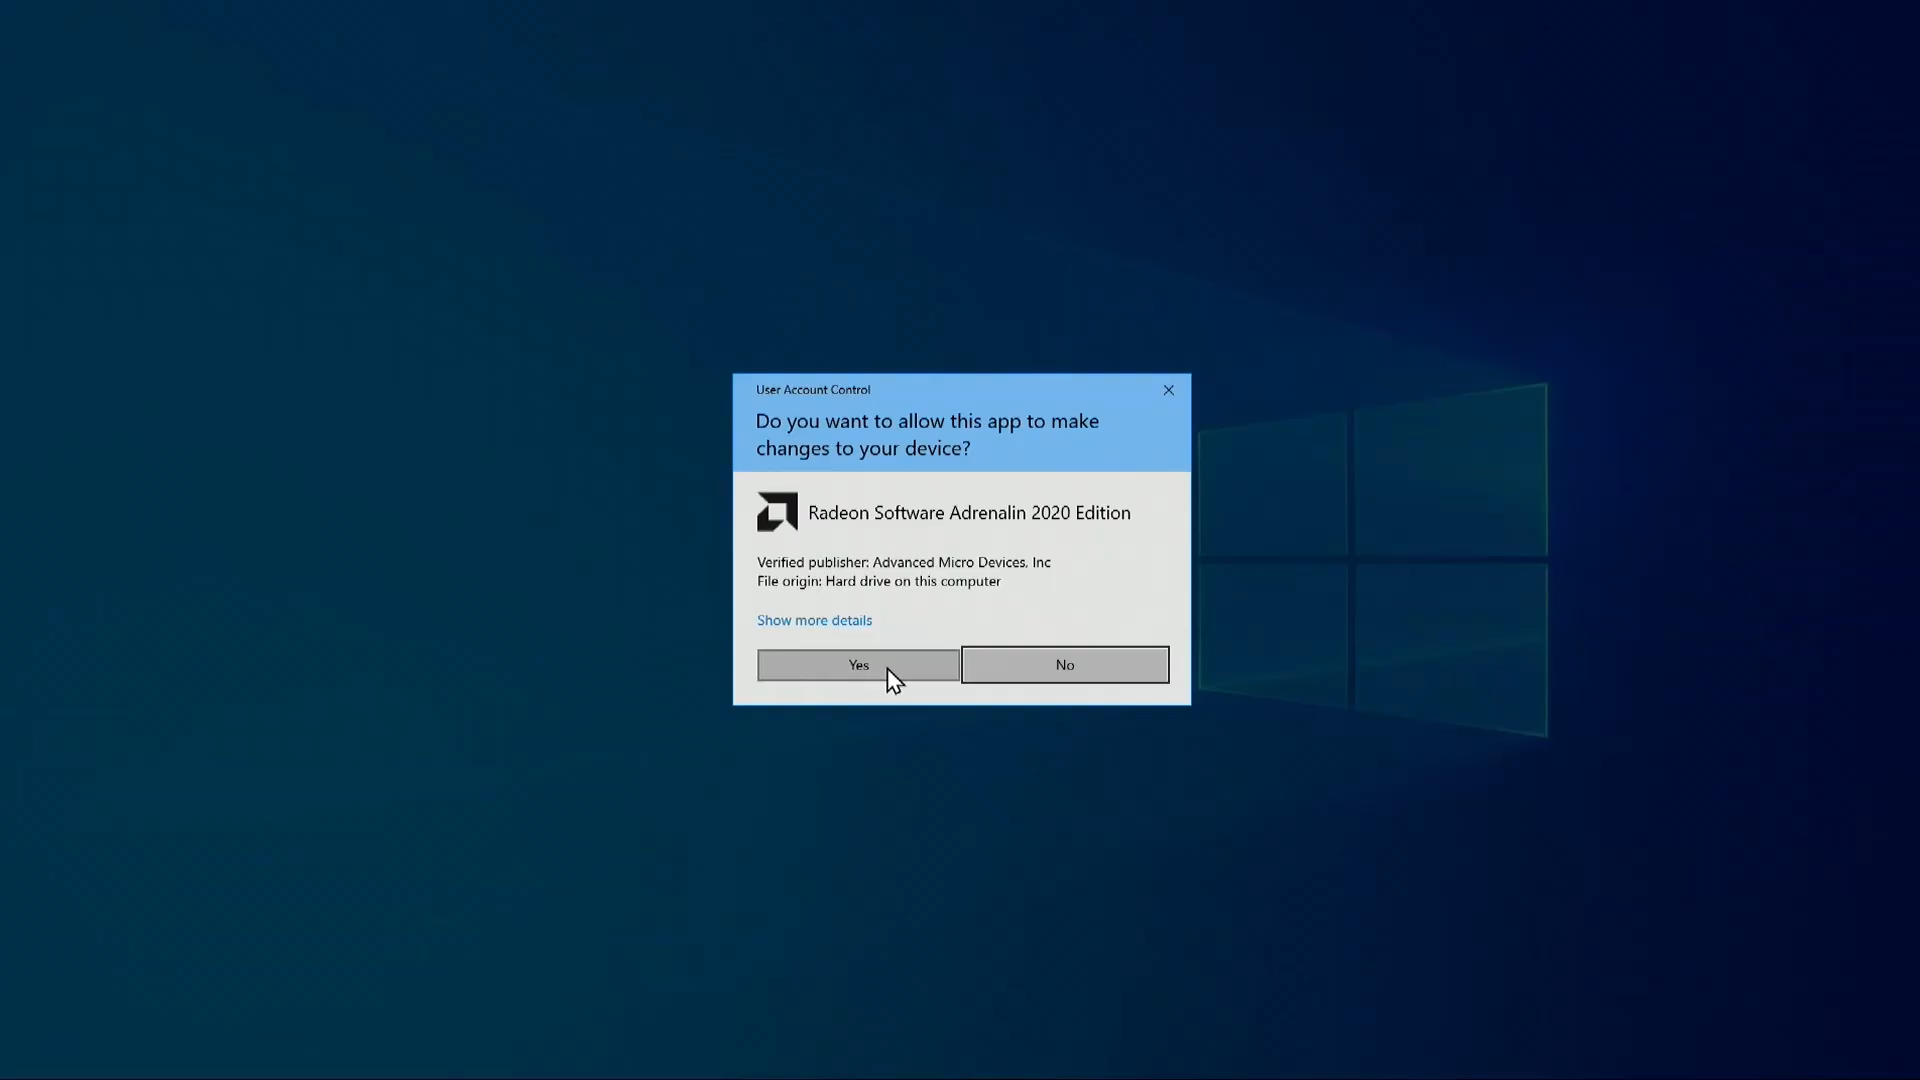 User Account Control
Do you want to allow this app to make
changes to your device?
Radeon Software Adrenalin 2020 Edition
Verified publisher: Advanced Micro Devices, Inc
File origin: Hard drive on this computer
Show more details
Yes
No